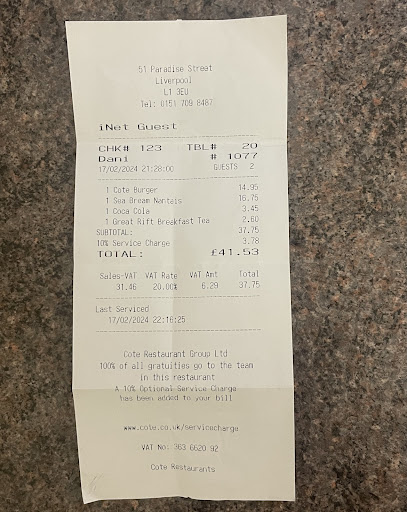 51 Paradise Street
Liverpool
L1 3EU
Tel: 0151 709 8487
iNet Guest
CHK# 123 TBL# 20
Dani # 1077
17/02/2024 21:28:00 GUESTS 2
1 Cote Burger 14.95
1 Sea Bream Nantais 16.75
1 Coca Cola 3.45
1 Great Rift Breakfast Tea 2.60
SUBTOTAL: 37.75
10% Service Charge 3.78
TOTAL: £41.53
Sales-VAT VAT Rate VAT Amt Total
31.46 20.00% 6.29 37.75
Last Serviced
17/02/2024 22:16:25
Cote Restaurant Group Ltd
100% of all gratuities go to the team
in this restaurant
A 10% Optional Service Charge
has been added to your bill
www.cote.co.uk/servicecharge
VAT No: 363 6620 92
Cote Restaurants